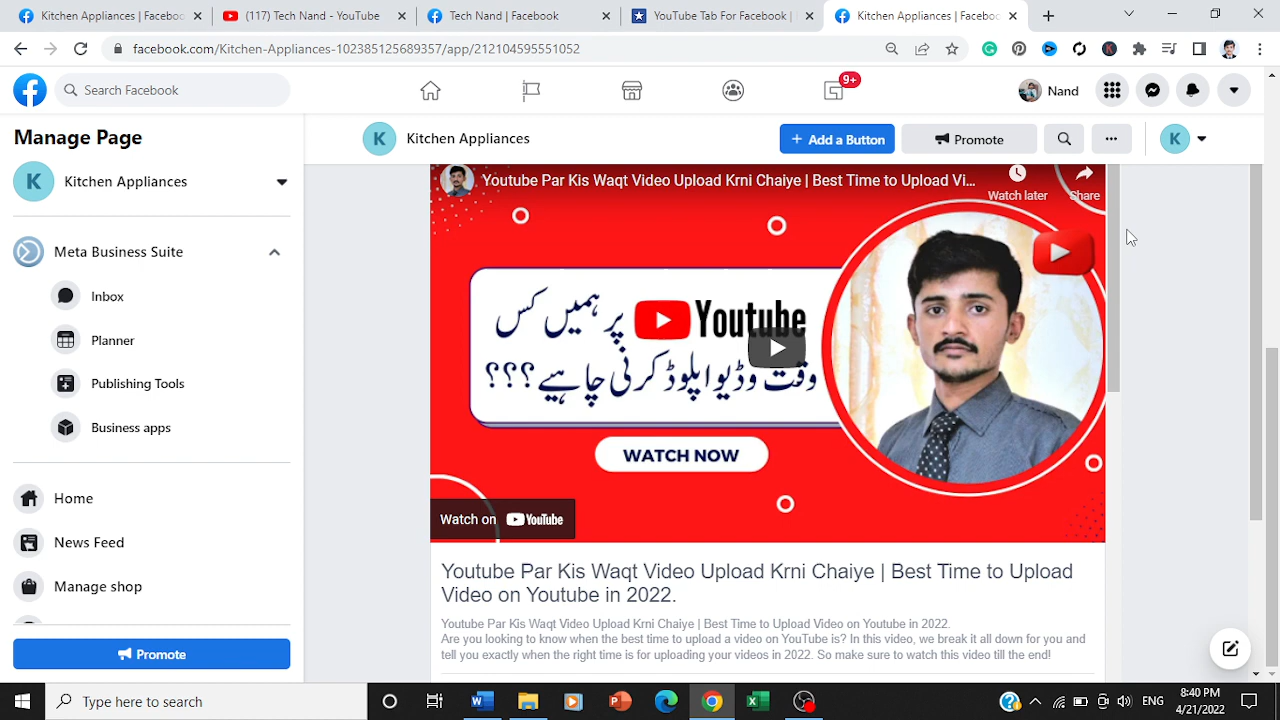 Kitchen Appliances | Faceboo
(117) Tech Nand - YouTube
Tech Nand | Facebook
YouTube Tab For Facebook |
Kitchen Appliances | Faceboo
facebook.com/Kitchen-Appliances-102385125689357/app/212104595551052
Search Facebook
9+
Nand
Manage Page
K
Kitchen Appliances
Meta Business Suite
Inbox
Planner
Publishing Tools
Business apps
Home
News Feed
Manage shop
Promote
K
Kitchen Appliances
+ Add a Button
Promote
K
Youtube Par Kis Waqt Video Upload Krni Chaiye | Best Time to Upload Vi...
Watch later
Share
Youtube پر ہمیں کس
وقت وڈیو اپلوڈ کرنی چاہیے؟؟؟
WATCH NOW
Watch on YouTube
Youtube Par Kis Waqt Video Upload Krni Chaiye | Best Time to Upload
Video on Youtube in 2022.
Youtube Par Kis Waqt Video Upload Krni Chaiye | Best Time to Upload Video on Youtube in 2022.
Are you looking to know when the best time to upload a video on YouTube is? In this video, we break it all down for you and
tell you exactly when the right time is for uploading your videos in 2022. So make sure to watch this video till the end!
Type here to search
ENG
8:40 PM
4/21/2022